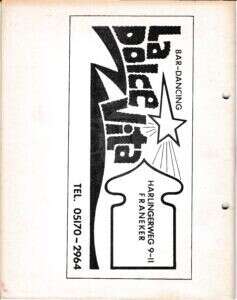 BAR-DANCING
La
Dolce
Vita
HARLINGERWEG 9-11
FRANEKER
TEL. 05170-2964